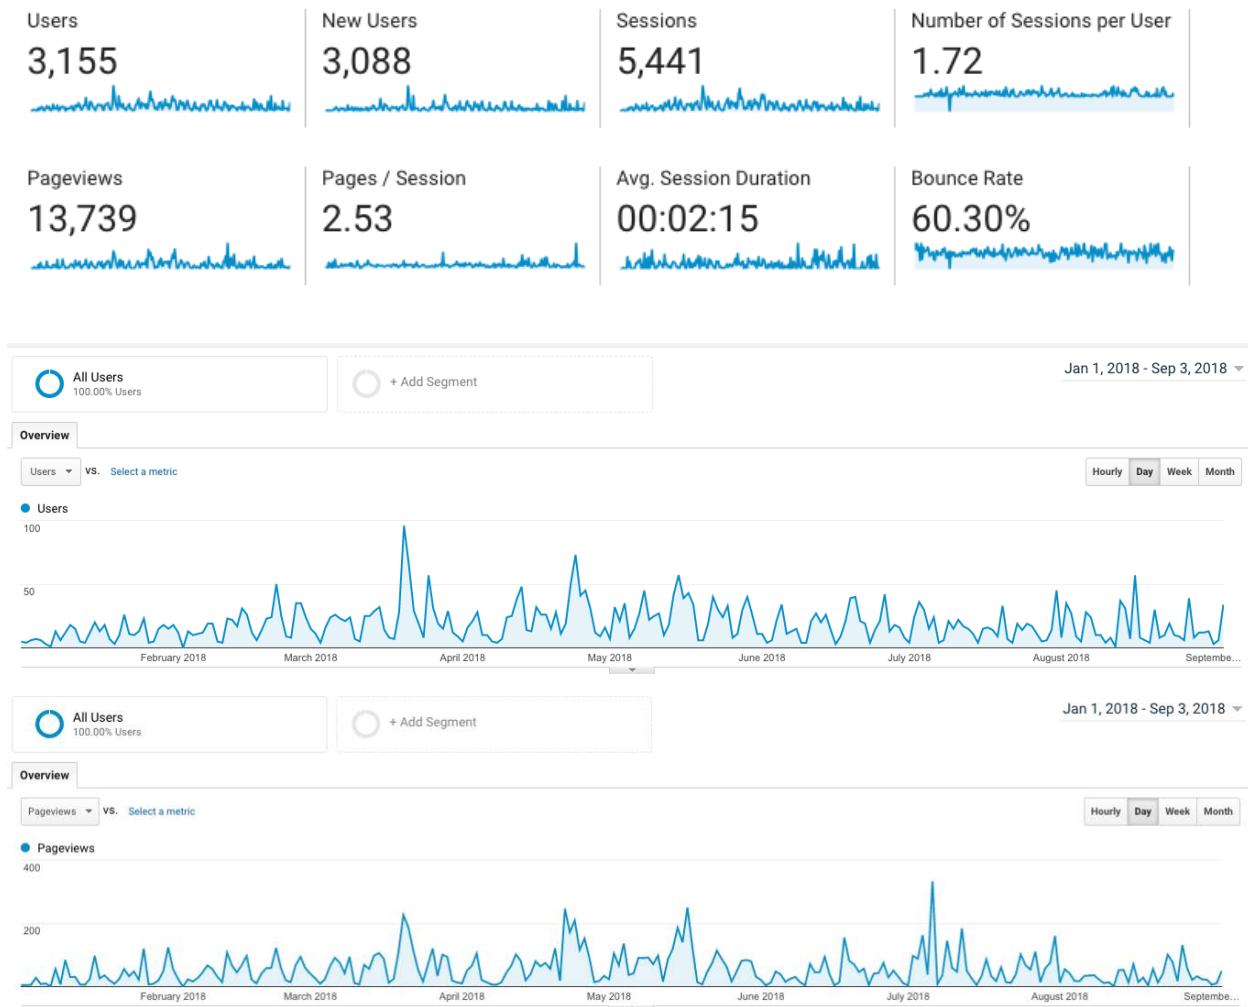 Users New Users Sessions Number of Sessions per User
3,155 3,088 5,441 1.72
Pageviews Pages / Session Avg. Session Duration Bounce Rate
13,739 2.53 00:02:15 60.30%
All Users + Add Segment Jan 1, 2018 - Sep 3, 2018
100.00% Users
Overview
Users vs. Select a metric Hourly Day Week Month
Users
100
50
February 2018 March 2018 April 2018 May 2018 June 2018 July 2018 August 2018 Septembe...
All Users + Add Segment Jan 1, 2018 - Sep 3, 2018
100.00% Users
Overview
Pageviews vs. Select a metric Hourly Day Week Month
Pageviews
400
200
February 2018 March 2018 April 2018 May 2018 June 2018 July 2018 August 2018 Septembe...